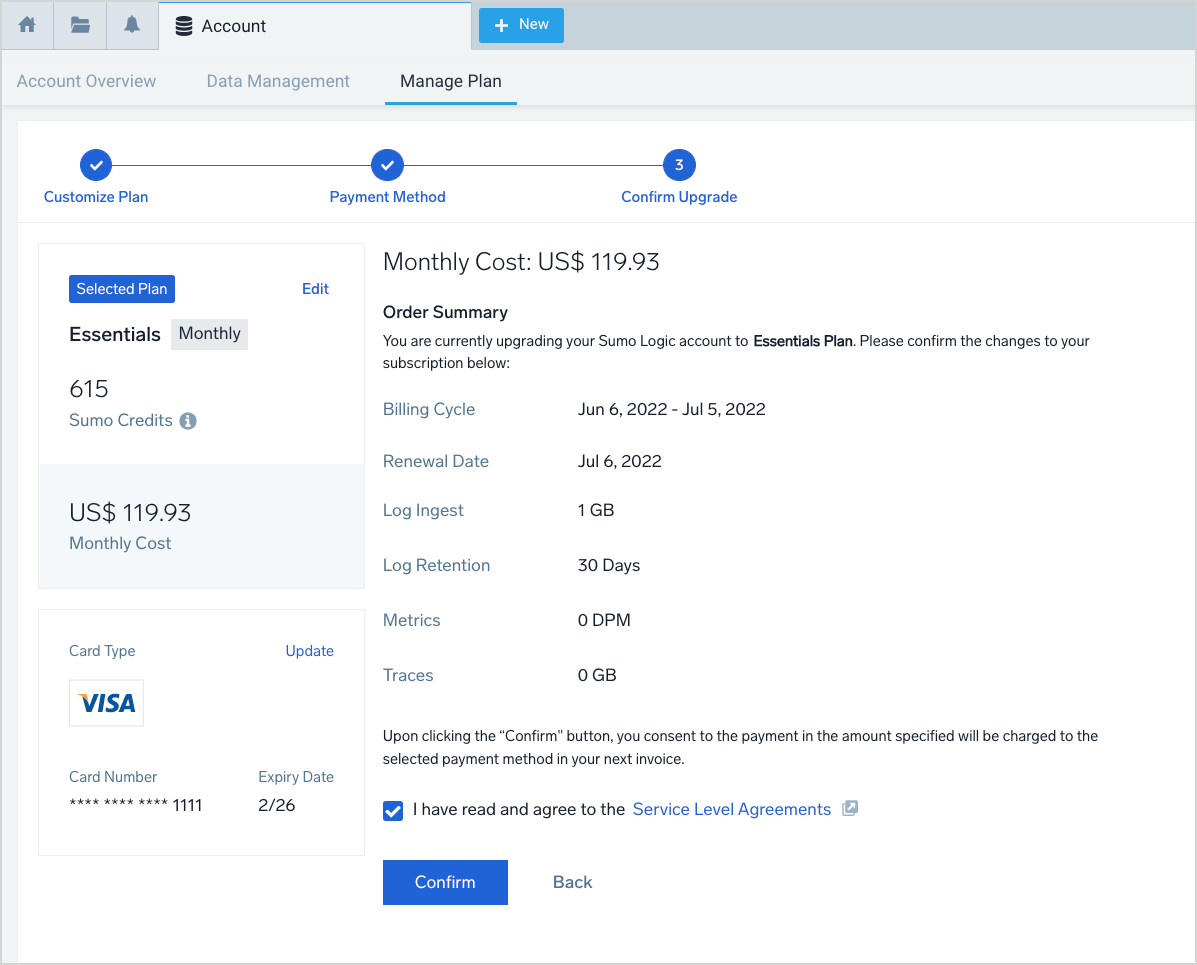 Account
New
Account Overview
Data Management
Manage Plan
3
Customize Plan
Payment Method
Confirm Upgrade
Selected Plan
Edit
Essentials
Monthly
615
Sumo Credits
US$ 119.93
Monthly Cost
Card Type
Update
VISA
Card Number
Expiry Date
**** **** **** 1111
2/26
Monthly Cost: US$ 119.93
Order Summary
You are currently upgrading your Sumo Logic account to Essentials Plan. Please confirm the changes to your
subscription below:
Billing Cycle
Jun 6, 2022 - Jul 5, 2022
Renewal Date
Jul 6, 2022
Log Ingest
1 GB
Log Retention
30 Days
Metrics
0 DPM
Traces
0 GB
Upon clicking the “Confirm” button, you consent to the payment in the amount specified will be charged to the
selected payment method in your next invoice.
I have read and agree to the Service Level Agreements
Confirm
Back